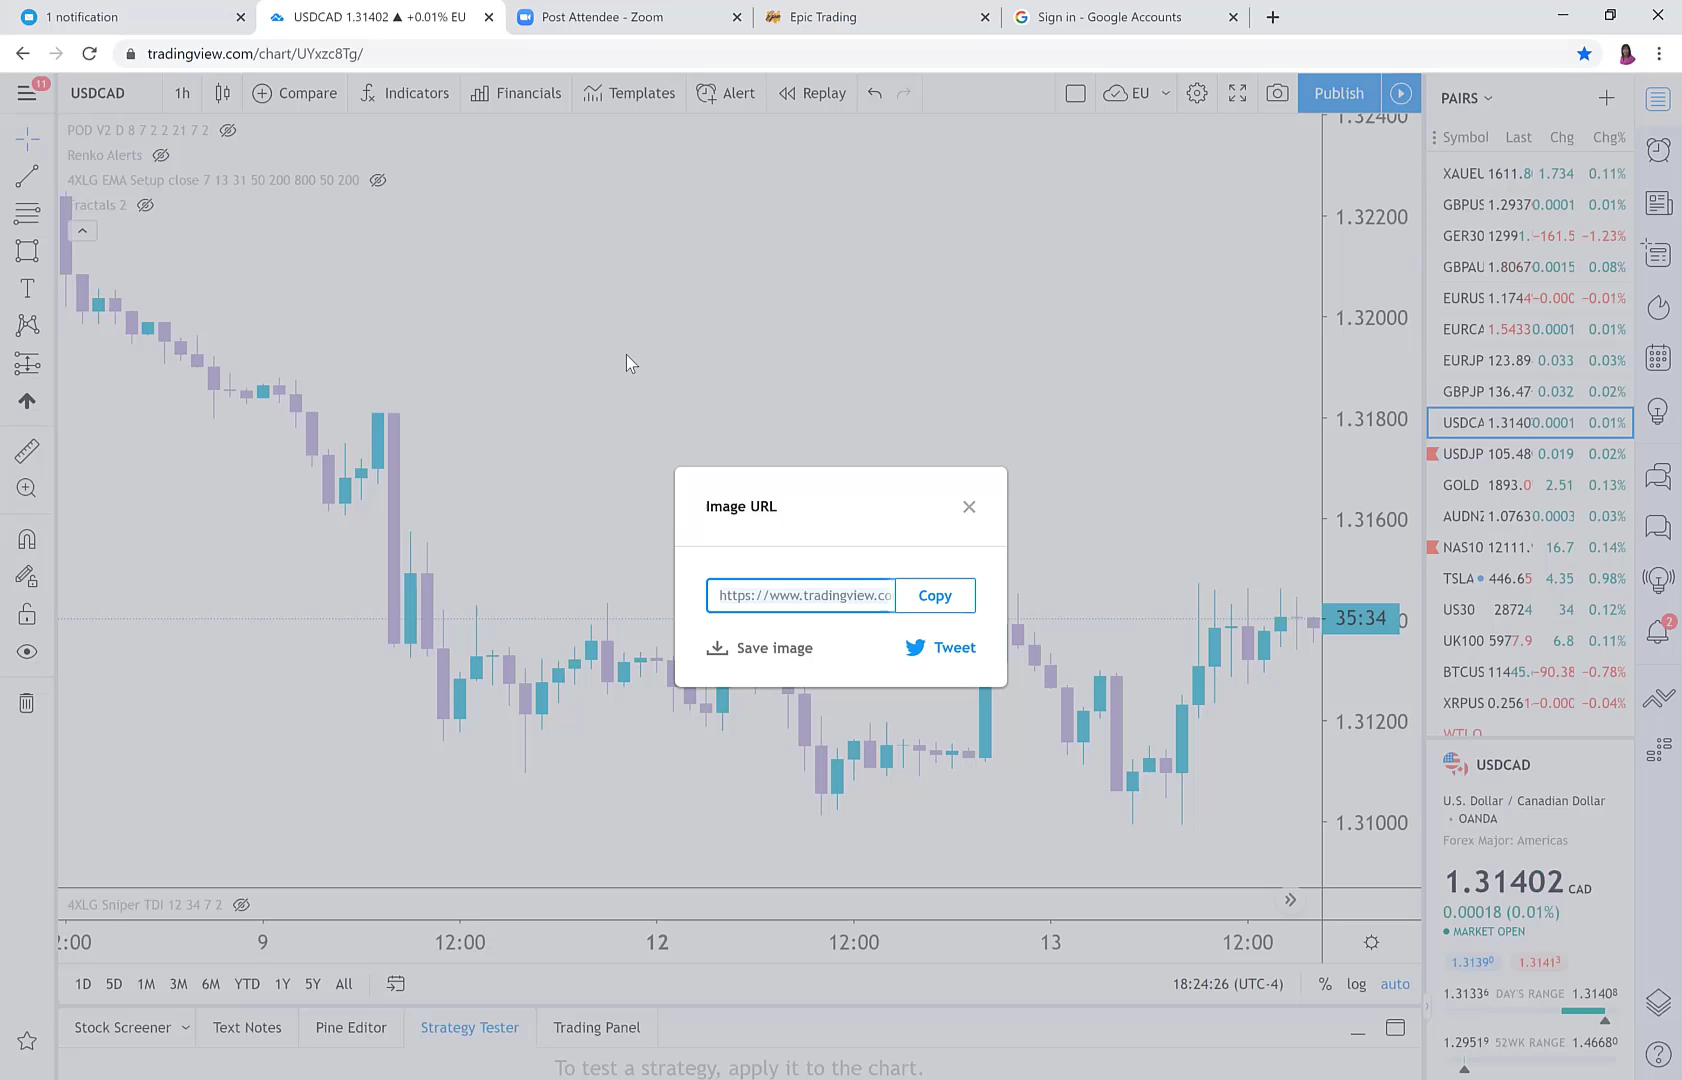 1 notification
USDCAD 1.31402 ▲ +0.01% EU
Post Attendee - Zoom
Epic Trading
Sign in - Google Accounts
tradingview.com/chart/UYxzc8Tg/
11
USDCAD
1h
Compare
Indicators
Financials
Templates
Alert
Replay
EU
Publish
PAIRS
POD V2 D 8 7 2 2 21 7 2
Renko Alerts
4XLG EMA Setup close 7 13 31 50 200 800 50 200
Fractals 2
1.32400
1.32200
1.32000
1.31800
1.31600
35:34
1.31200
1.31000
Symbol Last Chg Chg%
XAUEU 1611.8 1.734 0.11%
GBPUS 1.2937 0.0001 0.01%
GER30 12991. −161.5 −1.23%
GBPAU 1.8067 0.0015 0.08%
EURUS 1.1744 −0.000 −0.01%
EURCA 1.5433 0.0001 0.01%
EURJP 123.89 0.033 0.03%
GBPJP 136.47 0.032 0.02%
USDCA 1.3140 0.0001 0.01%
USDJP 105.48 0.019 0.02%
GOLD 1893.0 2.51 0.13%
AUDNZ 1.0763 0.0003 0.03%
NAS10 12111. 16.7 0.14%
TSLA 446.65 4.35 0.98%
US30 28724 34 0.12%
UK100 5977.9 6.8 0.11%
BTCUS 11445. −90.38 −0.78%
XRPUS 0.2561 −0.000 −0.04%
WTLO
2
Image URL
https://www.tradingview.co
Copy
Save image
Tweet
USDCAD
U.S. Dollar / Canadian Dollar
• OANDA
Forex Major: Americas
1.31402 CAD
0.00018 (0.01%)
● MARKET OPEN
1.31390 1.31413
1.31336 DAY'S RANGE 1.31408
1.29519 52WK RANGE 1.46680
4XLG Sniper TDI 12 34 7 2
2:00 9 12:00 12 12:00 13 12:00
1D 5D 1M 3M 6M YTD 1Y 5Y All
18:24:26 (UTC-4) % log auto
Stock Screener
Text Notes
Pine Editor
Strategy Tester
Trading Panel
To test a strategy, apply it to the chart.